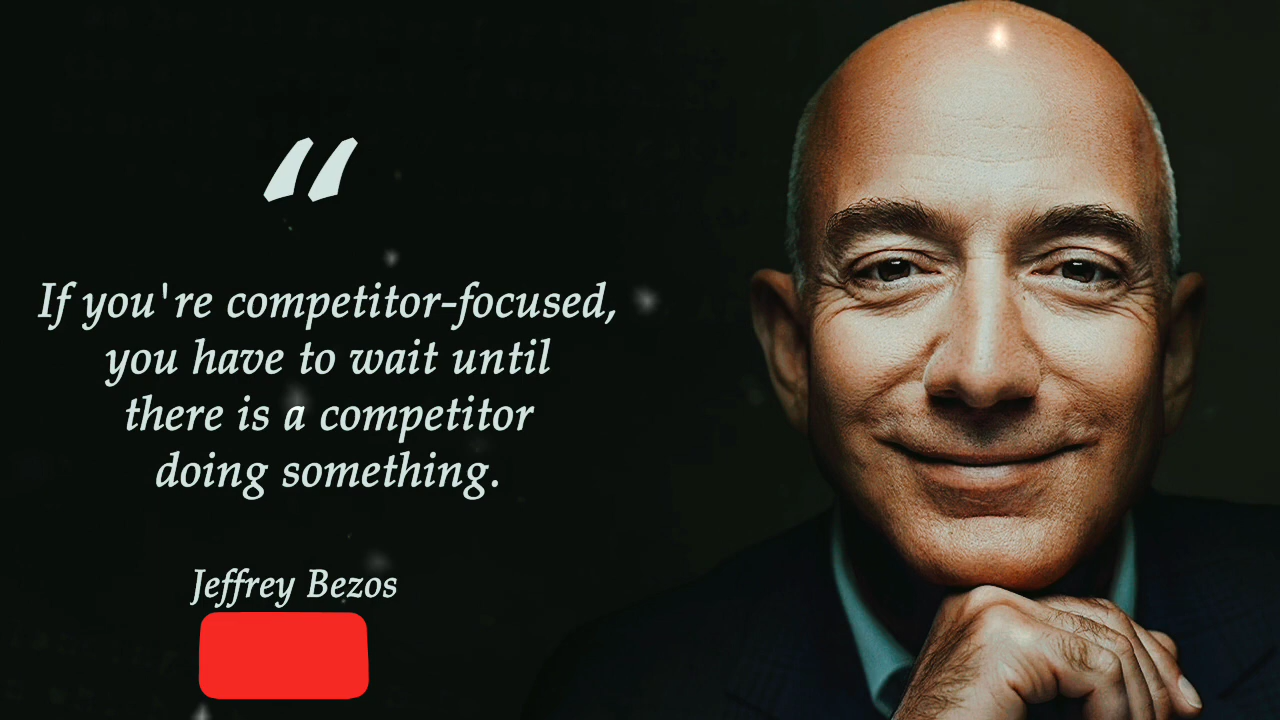 “
If you're competitor-focused,
you have to wait until
there is a competitor
doing something.
Jeffrey Bezos